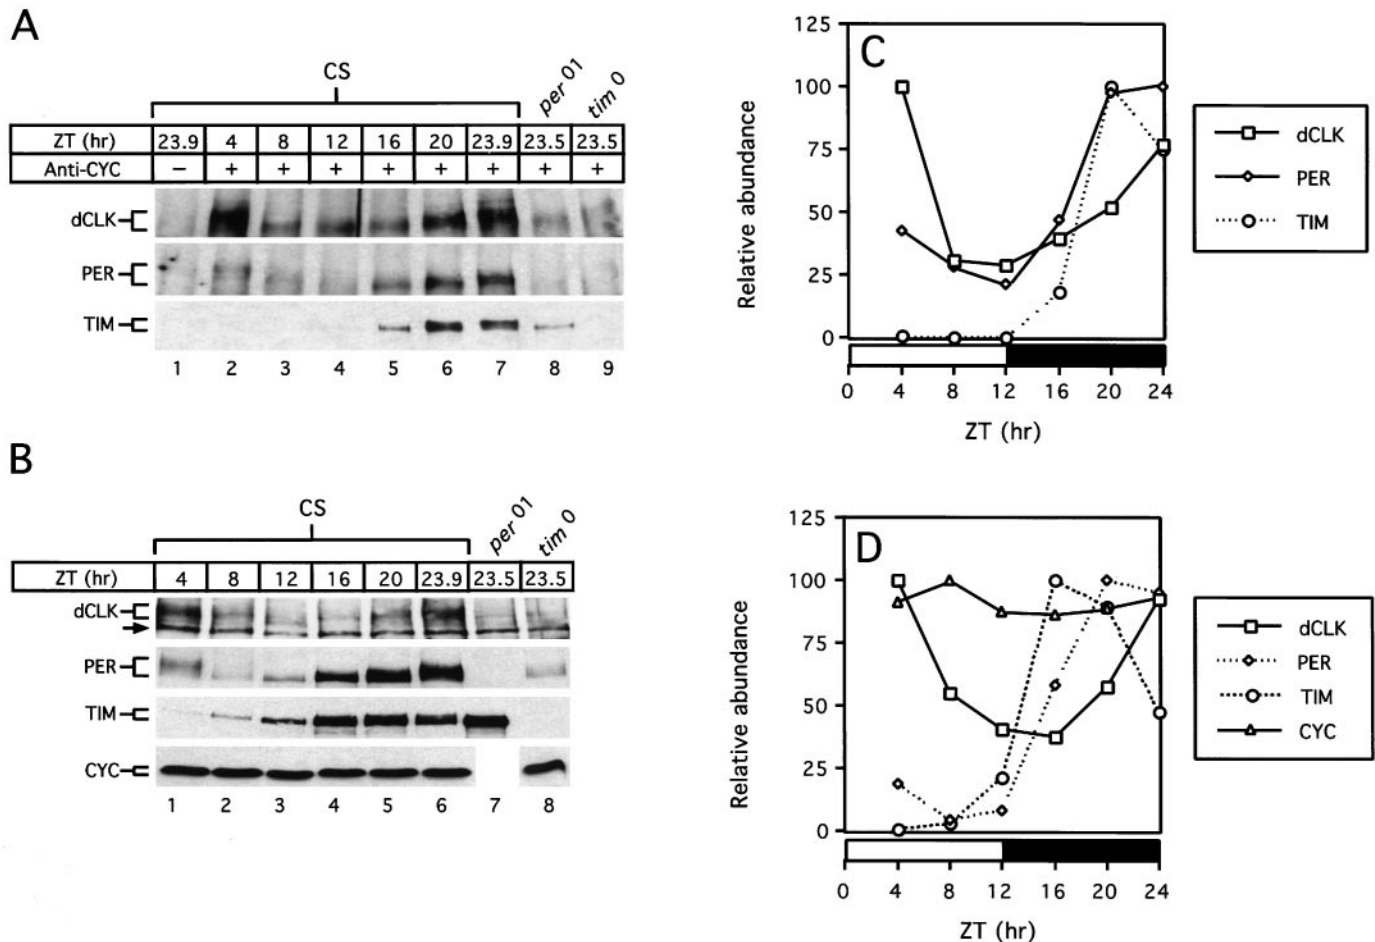 A
CS
per 01
tim 0
ZT (hr) 23.9 4 8 12 16 20 23.9 23.5 23.5
Anti-CYC − + + + + + + + +
dCLK
PER
TIM
1 2 3 4 5 6 7 8 9
B
CS
per 01
tim 0
ZT (hr) 4 8 12 16 20 23.9 23.5 23.5
dCLK
PER
TIM
CYC
1 2 3 4 5 6 7 8
C
Relative abundance
125
100
75
50
25
0
0 4 8 12 16 20 24
ZT (hr)
dCLK
PER
TIM
D
Relative abundance
125
100
75
50
25
0
0 4 8 12 16 20 24
ZT (hr)
dCLK
PER
TIM
CYC